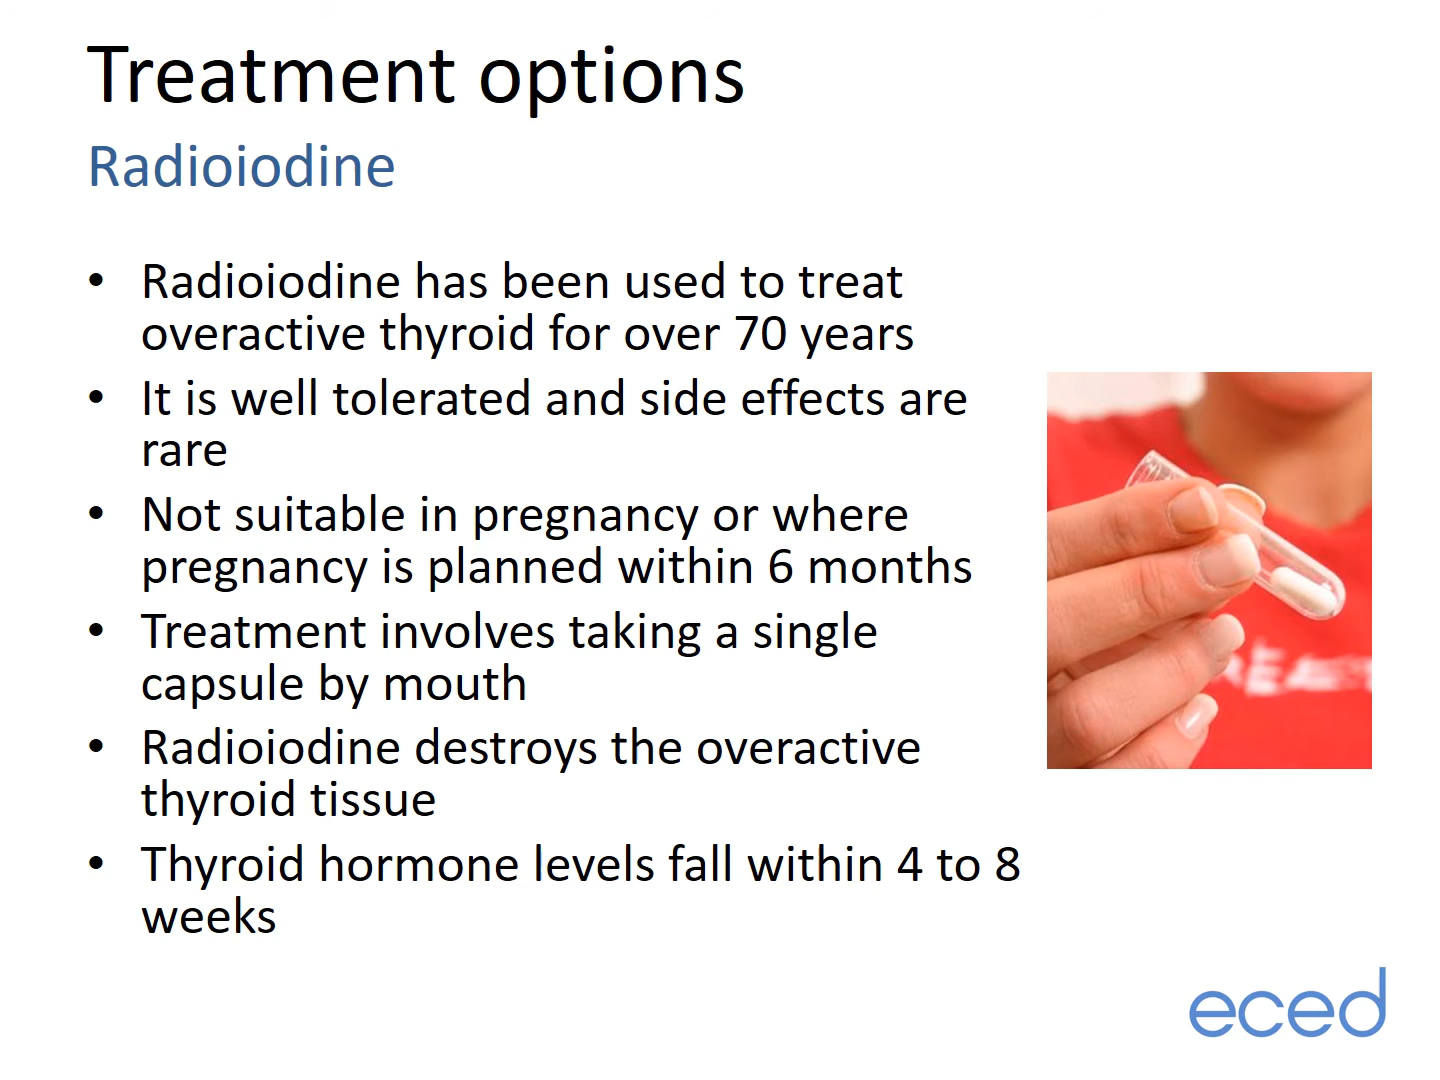 Treatment options
Radioiodine
• Radioiodine has been used to treat
overactive thyroid for over 70 years
• It is well tolerated and side effects are
rare
• Not suitable in pregnancy or where
pregnancy is planned within 6 months
• Treatment involves taking a single
capsule by mouth
• Radioiodine destroys the overactive
thyroid tissue
• Thyroid hormone levels fall within 4 to 8
weeks
eced